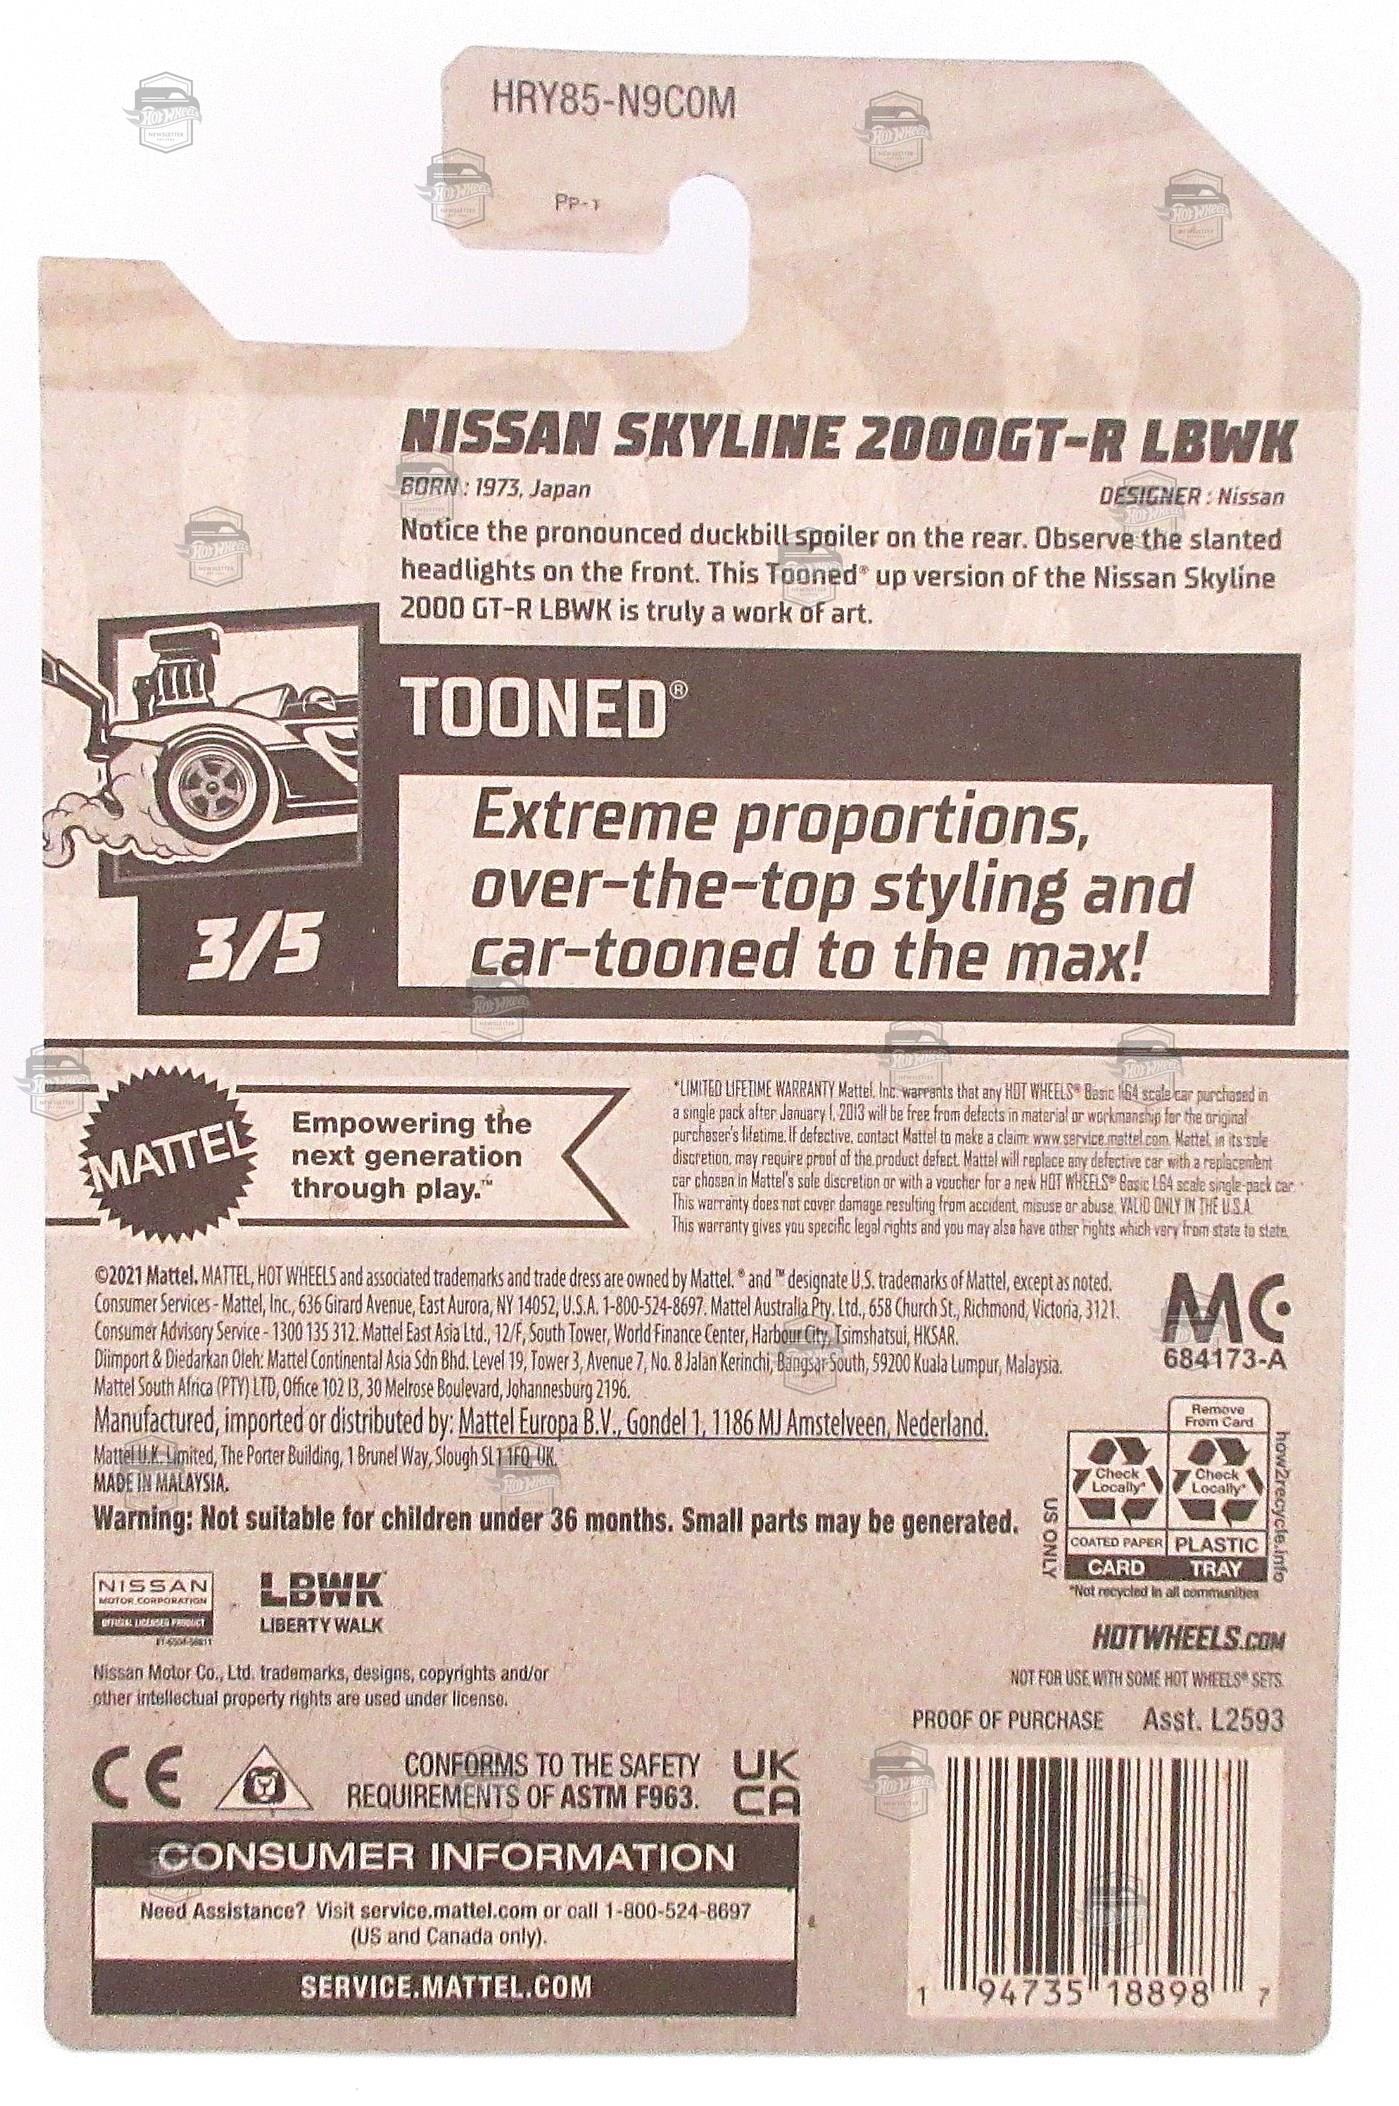 HRY85-N9C0M
PP-1
NISSAN SKYLINE 2000GT-R LBWK
BORN : 1973, Japan
DESIGNER : Nissan
Notice the pronounced duckbill spoiler on the rear. Observe the slanted
headlights on the front. This Tooned® up version of the Nissan Skyline
2000 GT-R LBWK is truly a work of art.
TOONED®
Extreme proportions,
over-the-top styling and
car-tooned to the max!
3/5
MATTEL
Empowering the
next generation
through play.™
*LIMITED LIFETIME WARRANTY Mattel, Inc. warrants that any HOT WHEELS® Basic 1:64 scale car purchased in
a single pack after January 1, 2013 will be free from defects in material or workmanship for the original
purchaser's lifetime. If defective, contact Mattel to make a claim: www.service.mattel.com. Mattel, in its sole
discretion, may require proof of the product defect. Mattel will replace any defective car with a replacement
car chosen in Mattel's sole discretion or with a voucher for a new HOT WHEELS® Basic 1:64 scale single-pack car.
This warranty does not cover damage resulting from accident, misuse or abuse. VALID ONLY IN THE U.S.A.
This warranty gives you specific legal rights and you may also have other rights which vary from state to state.
©2021 Mattel. MATTEL, HOT WHEELS and associated trademarks and trade dress are owned by Mattel. ® and ™ designate U.S. trademarks of Mattel, except as noted.
Consumer Services - Mattel, Inc., 636 Girard Avenue, East Aurora, NY 14052, U.S.A. 1-800-524-8697. Mattel Australia Pty. Ltd., 658 Church St., Richmond, Victoria, 3121.
Consumer Advisory Service - 1300 135 312. Mattel East Asia Ltd., 12/F, South Tower, World Finance Center, Harbour City, Tsimshatsui, HKSAR.
Diimport & Diedarkan Oleh: Mattel Continental Asia Sdn Bhd. Level 19, Tower 3, Avenue 7, No. 8 Jalan Kerinchi, Bangsar South, 59200 Kuala Lumpur, Malaysia.
Mattel South Africa (PTY) LTD, Office 102 I3, 30 Melrose Boulevard, Johannesburg 2196.
Manufactured, imported or distributed by: Mattel Europa B.V., Gondel 1, 1186 MJ Amstelveen, Nederland.
Mattel U.K. Limited, The Porter Building, 1 Brunel Way, Slough SL1 1FQ, UK.
MADE IN MALAYSIA.
Warning: Not suitable for children under 36 months. Small parts may be generated.
MC
684173-A
Remove
From Card
Check
Locally*
Check
Locally*
COATED PAPER
PLASTIC
CARD
TRAY
US ONLY
how2recycle.info
*Not recycled in all communities
NISSAN
MOTOR CORPORATION
OFFICIAL LICENSED PRODUCT
LBWK
LIBERTY WALK
Nissan Motor Co., Ltd. trademarks, designs, copyrights and/or
other intellectual property rights are used under license.
HOTWHEELS.COM
NOT FOR USE WITH SOME HOT WHEELS® SETS.
PROOF OF PURCHASE
Asst. L2593
CE
CONFORMS TO THE SAFETY
REQUIREMENTS OF ASTM F963.
UK
CA
CONSUMER INFORMATION
Need Assistance? Visit service.mattel.com or call 1-800-524-8697
(US and Canada only).
SERVICE.MATTEL.COM
1 94735 18898 7